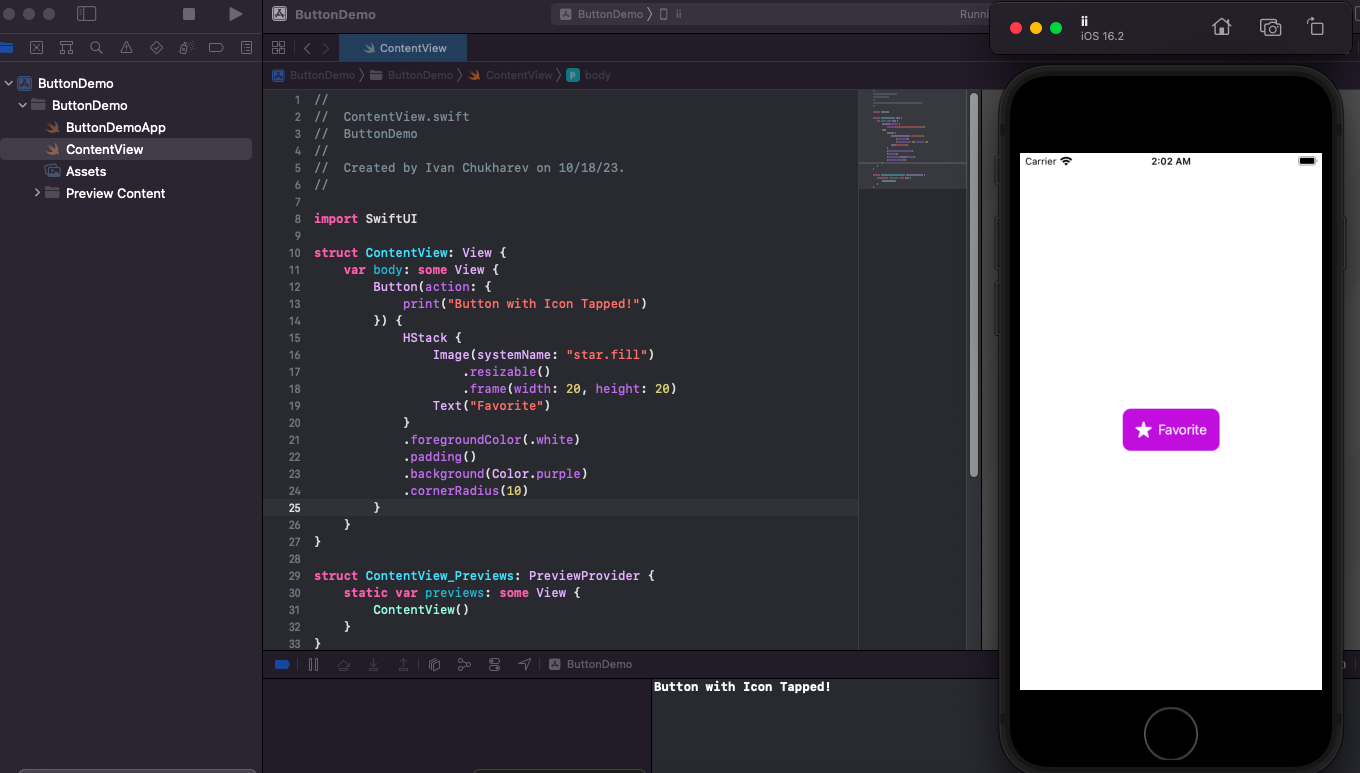 ButtonDemo
ButtonDemo
ii
Runni
ii
iOS 16.2
ContentView
ButtonDemo
ButtonDemo
ContentView
P
body
ButtonDemo
ButtonDemo
ButtonDemoApp
ContentView
Assets
Preview Content
1 //
2 //  ContentView.swift
3 //  ButtonDemo
4 //
5 //  Created by Ivan Chukharev on 10/18/23.
6 //
7
8 import SwiftUI
9
10 struct ContentView: View {
11     var body: some View {
12         Button(action: {
13             print("Button with Icon Tapped!")
14         }) {
15             HStack {
16                 Image(systemName: "star.fill")
17                     .resizable()
18                     .frame(width: 20, height: 20)
19                 Text("Favorite")
20             }
21             .foregroundColor(.white)
22             .padding()
23             .background(Color.purple)
24             .cornerRadius(10)
25         }
26     }
27 }
28
29 struct ContentView_Previews: PreviewProvider {
30     static var previews: some View {
31         ContentView()
32     }
33 }
ButtonDemo
Button with Icon Tapped!
Carrier
2:02 AM
Favorite